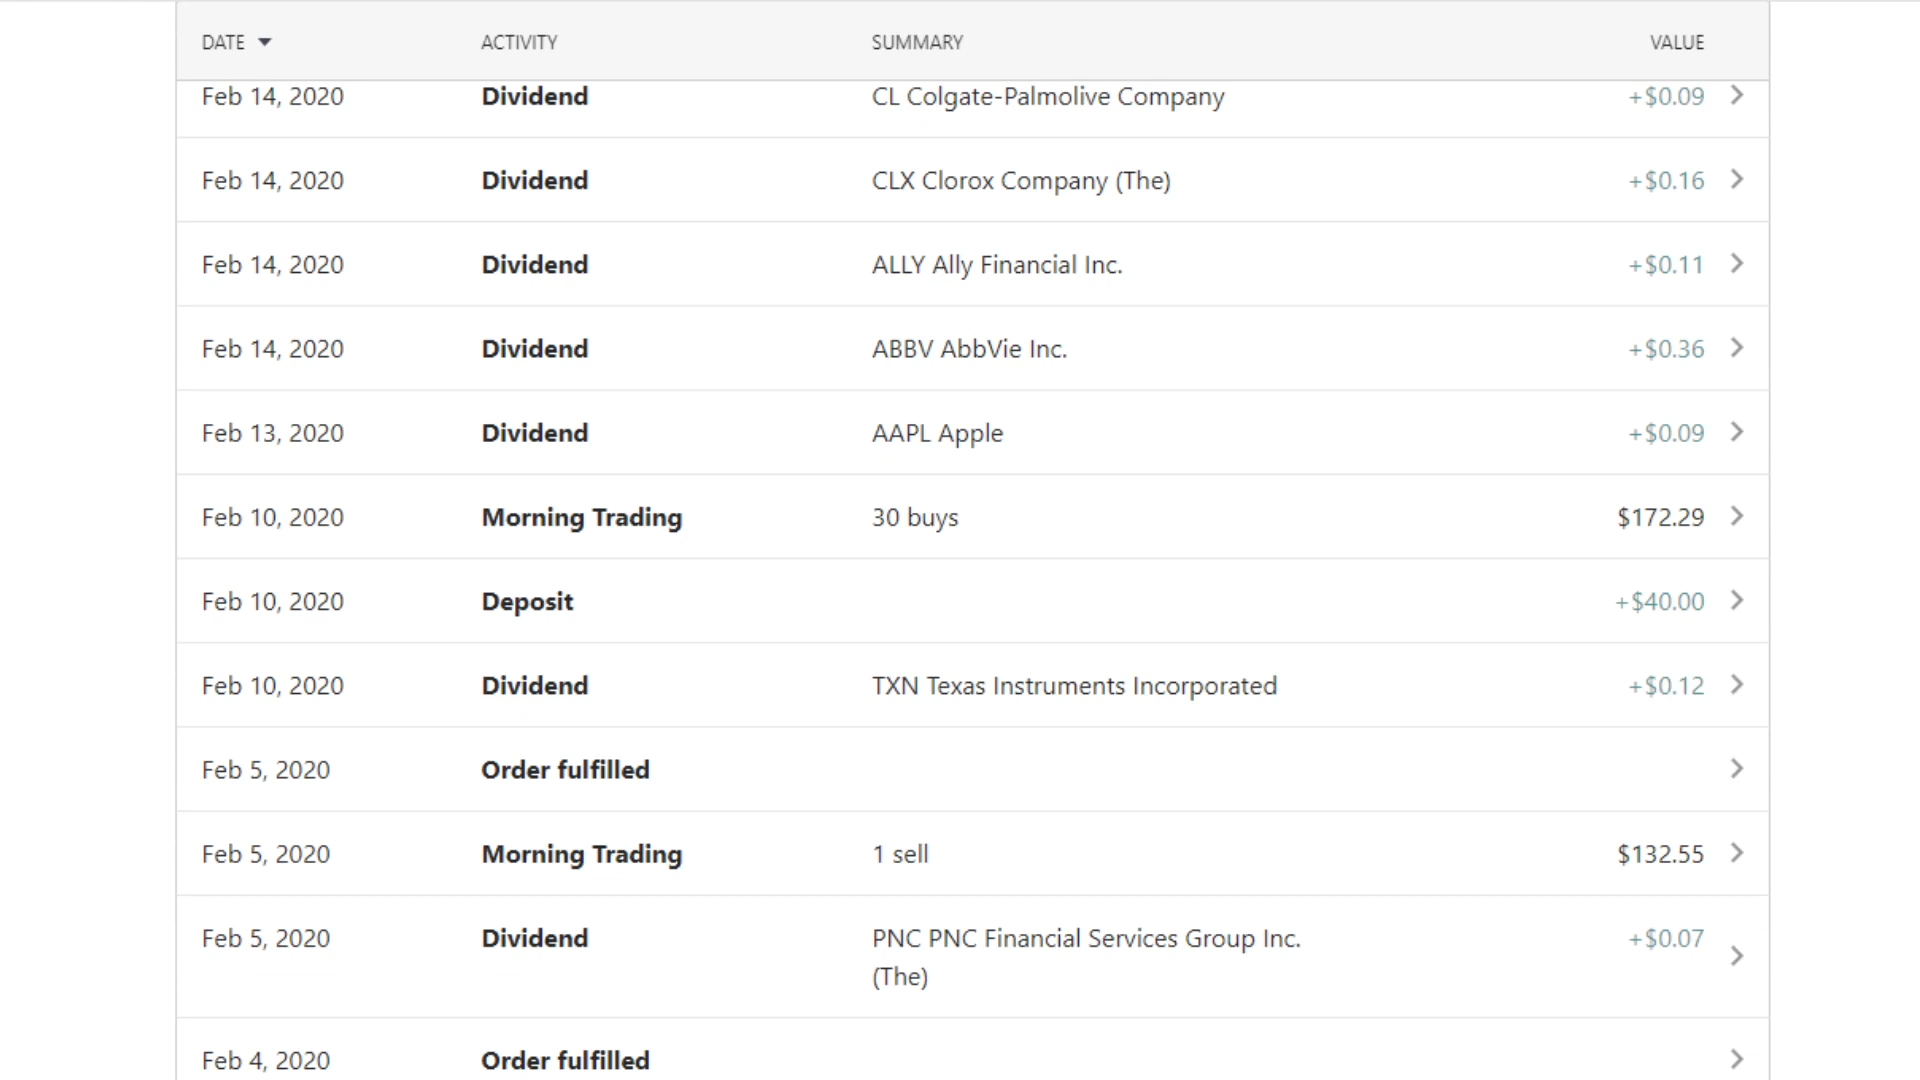 DATE ACTIVITY SUMMARY VALUE
Feb 14, 2020 Dividend CL Colgate-Palmolive Company +$0.09
Feb 14, 2020 Dividend CLX Clorox Company (The) +$0.16
Feb 14, 2020 Dividend ALLY Ally Financial Inc. +$0.11
Feb 14, 2020 Dividend ABBV AbbVie Inc. +$0.36
Feb 13, 2020 Dividend AAPL Apple +$0.09
Feb 10, 2020 Morning Trading 30 buys $172.29
Feb 10, 2020 Deposit +$40.00
Feb 10, 2020 Dividend TXN Texas Instruments Incorporated +$0.12
Feb 5, 2020 Order fulfilled
Feb 5, 2020 Morning Trading 1 sell $132.55
Feb 5, 2020 Dividend PNC PNC Financial Services Group Inc. +$0.07
(The)
Feb 4, 2020 Order fulfilled